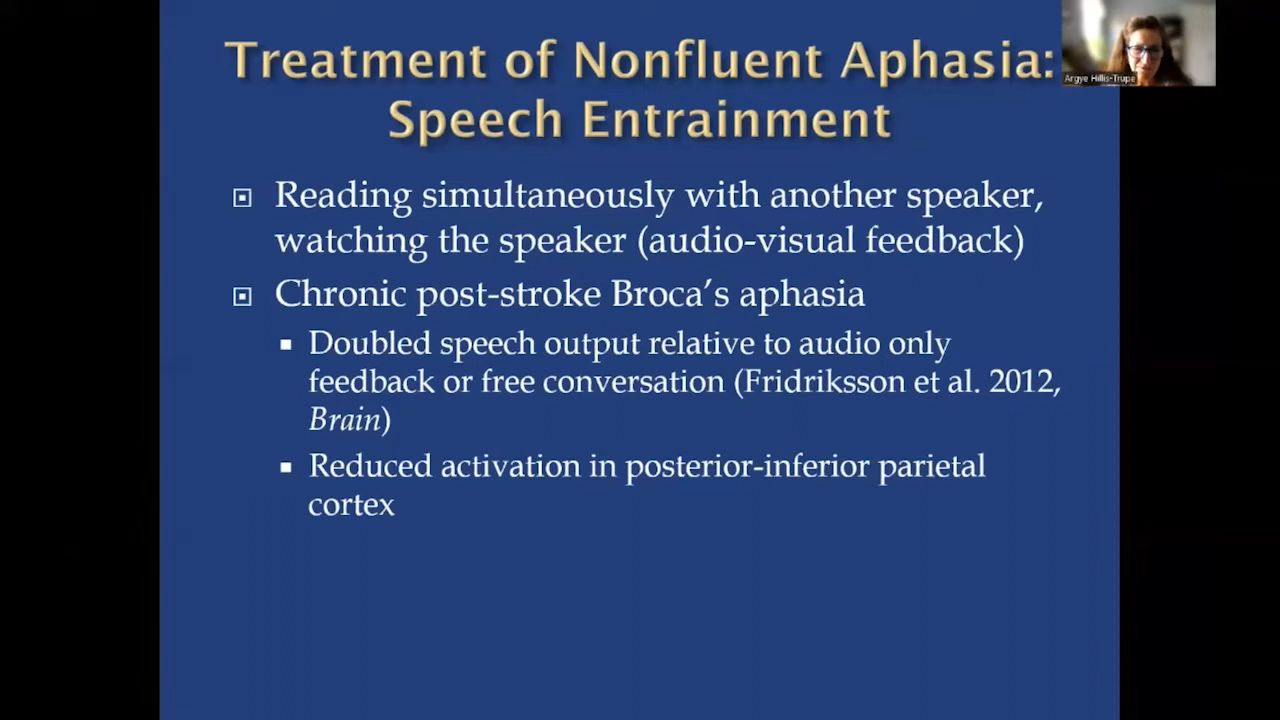 Treatment of Nonfluent Aphasia:
Speech Entrainment
Argye Hillis-Trupe
Reading simultaneously with another speaker,
watching the speaker (audio-visual feedback)
Chronic post-stroke Broca’s aphasia
Doubled speech output relative to audio only
feedback or free conversation (Fridriksson et al. 2012,
Brain)
Reduced activation in posterior-inferior parietal
cortex